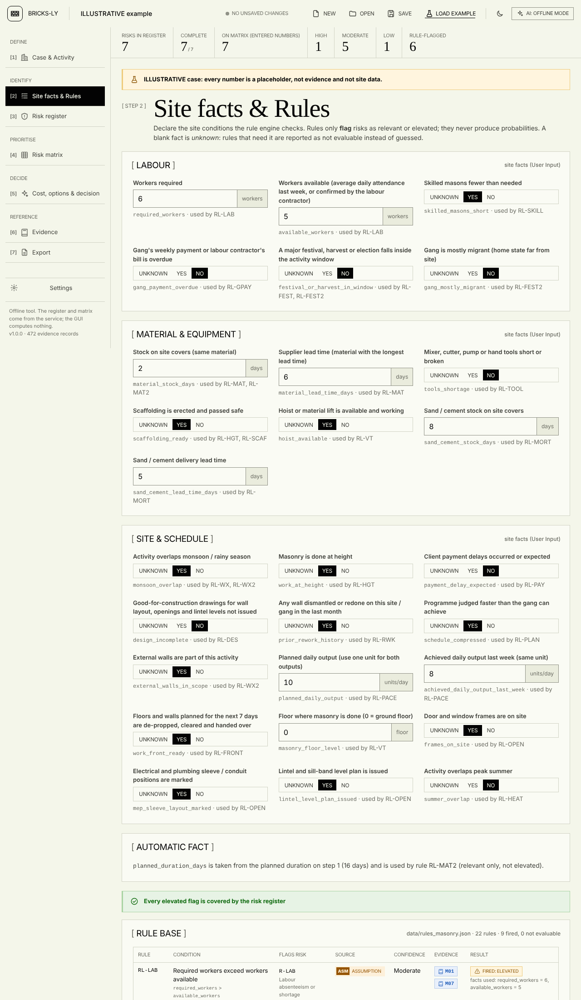 BRICKS-LY
ILLUSTRATIVE example
NO UNSAVED CHANGES
NEW
OPEN
SAVE
LOAD EXAMPLE
AI: OFFLINE MODE
DEFINE
[1] Case & Activity
IDENTIFY
[2] Site facts & Rules
[3] Risk register
PRIORITISE
[4] Risk matrix
DECIDE
[5] Cost, options & decision
REFERENCE
[6] Evidence
[7] Export
Settings
Offline tool. The register and matrix
come from the service; the GUI
computes nothing.
v1.0.0 · 472 evidence records
RISKS IN REGISTER
7
COMPLETE
7 / 7
ON MATRIX (ENTERED NUMBERS)
7
HIGH
1
MODERATE
5
LOW
1
RULE-FLAGGED
6
ILLUSTRATIVE case: every number is a placeholder, not evidence and not site data.
[ STEP 2 ]
Site facts & Rules
Declare the site conditions the rule engine checks. Rules only flag risks as relevant or elevated; they never produce probabilities. A
blank fact is unknown: rules that need it are reported as not evaluable instead of guessed.
[ LABOUR ]
site facts (User Input)
Workers required
6 workers
required_workers · used by RL-LAB
Workers available (average daily attendance
last week, or confirmed by the labour
contractor)
5 workers
available_workers · used by RL-LAB
Skilled masons fewer than needed
UNKNOWN YES NO
skilled_masons_short · used by RL-SKILL
Gang's weekly payment or labour contractor's
bill is overdue
UNKNOWN YES NO
gang_payment_overdue · used by RL-GPAY
A major festival, harvest or election falls inside
the activity window
UNKNOWN YES NO
festival_or_harvest_in_window · used by RL-
FEST, RL-FEST2
Gang is mostly migrant (home state far from
site)
UNKNOWN YES NO
gang_mostly_migrant · used by RL-FEST2
[ MATERIAL & EQUIPMENT ]
site facts (User Input)
Stock on site covers (same material)
2 days
material_stock_days · used by RL-MAT, RL-
MAT2
Supplier lead time (material with the longest
lead time)
6 days
material_lead_time_days · used by RL-MAT
Mixer, cutter, pump or hand tools short or
broken
UNKNOWN YES NO
tools_shortage · used by RL-TOOL
Scaffolding is erected and passed safe
UNKNOWN YES NO
scaffolding_ready · used by RL-HGT, RL-SCAF
Hoist or material lift is available and working
UNKNOWN YES NO
hoist_available · used by RL-VT
Sand / cement stock on site covers
8 days
sand_cement_stock_days · used by RL-MORT
Sand / cement delivery lead time
5 days
sand_cement_lead_time_days · used by RL-
MORT
[ SITE & SCHEDULE ]
site facts (User Input)
Activity overlaps monsoon / rainy season
UNKNOWN YES NO
monsoon_overlap · used by RL-WX, RL-WX2
Masonry is done at height
UNKNOWN YES NO
work_at_height · used by RL-HGT
Client payment delays occurred or expected
UNKNOWN YES NO
payment_delay_expected · used by RL-PAY
Good-for-construction drawings for wall
layout, openings and lintel levels not issued
UNKNOWN YES NO
design_incomplete · used by RL-DES
Any wall dismantled or redone on this site /
gang in the last month
UNKNOWN YES NO
prior_rework_history · used by RL-RWK
Programme judged faster than the gang can
achieve
UNKNOWN YES NO
schedule_compressed · used by RL-PLAN
External walls are part of this activity
UNKNOWN YES NO
external_walls_in_scope · used by RL-WX2
Planned daily output (use one unit for both
outputs)
10 units/day
planned_daily_output · used by RL-PACE
Achieved daily output last week (same unit)
8 units/day
achieved_daily_output_last_week · used by
RL-PACE
Floors and walls planned for the next 7 days
are de-propped, cleared and handed over
UNKNOWN YES NO
work_front_ready · used by RL-FRONT
Floor where masonry is done (0 = ground floor)
0 floor
masonry_floor_level · used by RL-VT
Door and window frames are on site
UNKNOWN YES NO
frames_on_site · used by RL-OPEN
Electrical and plumbing sleeve / conduit
positions are marked
UNKNOWN YES NO
mep_sleeve_layout_marked · used by RL-OPEN
Lintel and sill-band level plan is issued
UNKNOWN YES NO
lintel_level_plan_issued · used by RL-OPEN
Activity overlaps peak summer
UNKNOWN YES NO
summer_overlap · used by RL-HEAT
[ AUTOMATIC FACT ]
planned_duration_days is taken from the planned duration on step 1 (16 days) and is used by rule RL-MAT2 (relevant only, not elevated).
Every elevated flag is covered by the risk register
[ RULE BASE ]
data/rules_masonry.json · 22 rules · 9 fired, 0 not evaluable
RULE CONDITION FLAGS RISK SOURCE CONFIDENCE EVIDENCE RESULT
RL-LAB
Required workers exceed workers
available
required_workers >
available_workers
R-LAB
Labour
absenteeism or
shortage
ASM ASSUMPTION
Moderate
M01
M07
FIRED: ELEVATED
facts used: required_workers = 6,
available_workers = 5